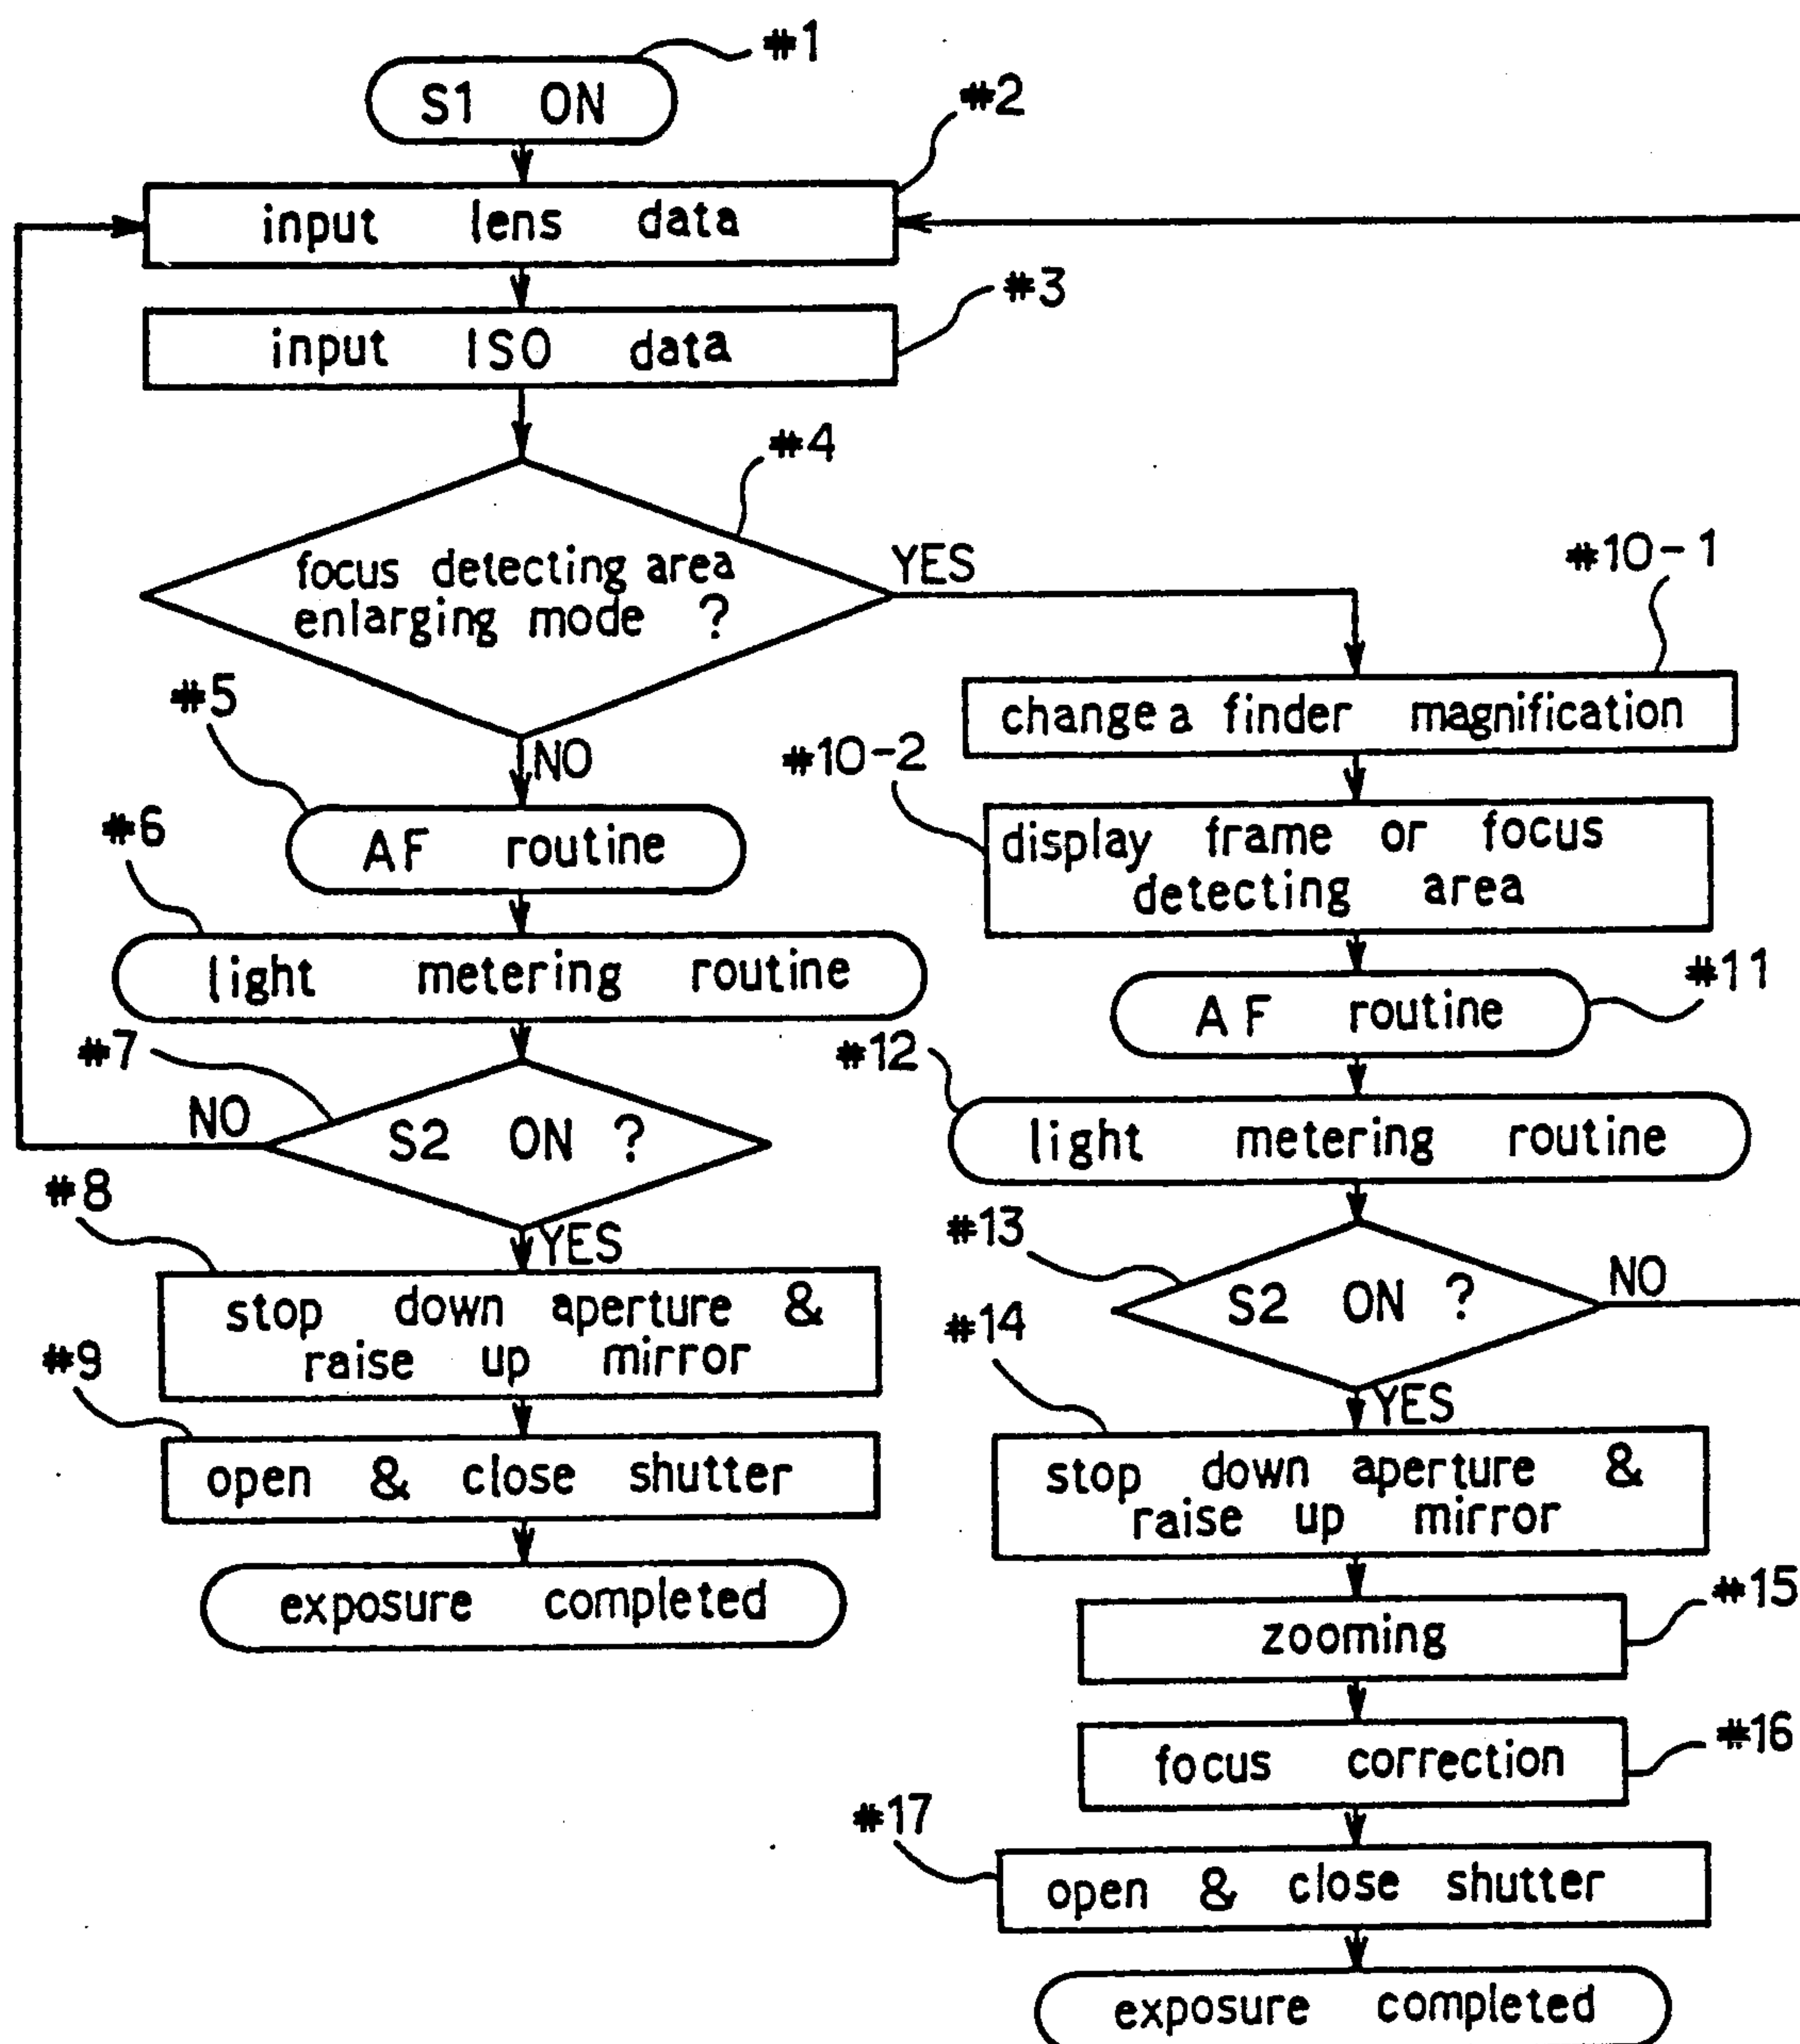 #1
S1 ON
#2
input lens data
#3
input ISO data
#4
focus detecting area
enlarging mode ?
YES
NO
#5
AF routine
#6
light metering routine
#7
S2 ON ?
NO
YES
#8
stop down aperture &
raise up mirror
#9
open & close shutter
exposure completed
#10-1
change a finder magnification
#10-2
display frame or focus
detecting area
#11
AF routine
#12
light metering routine
#13
S2 ON ?
NO
YES
#14
stop down aperture &
raise up mirror
#15
zooming
#16
focus correction
#17
open & close shutter
exposure completed